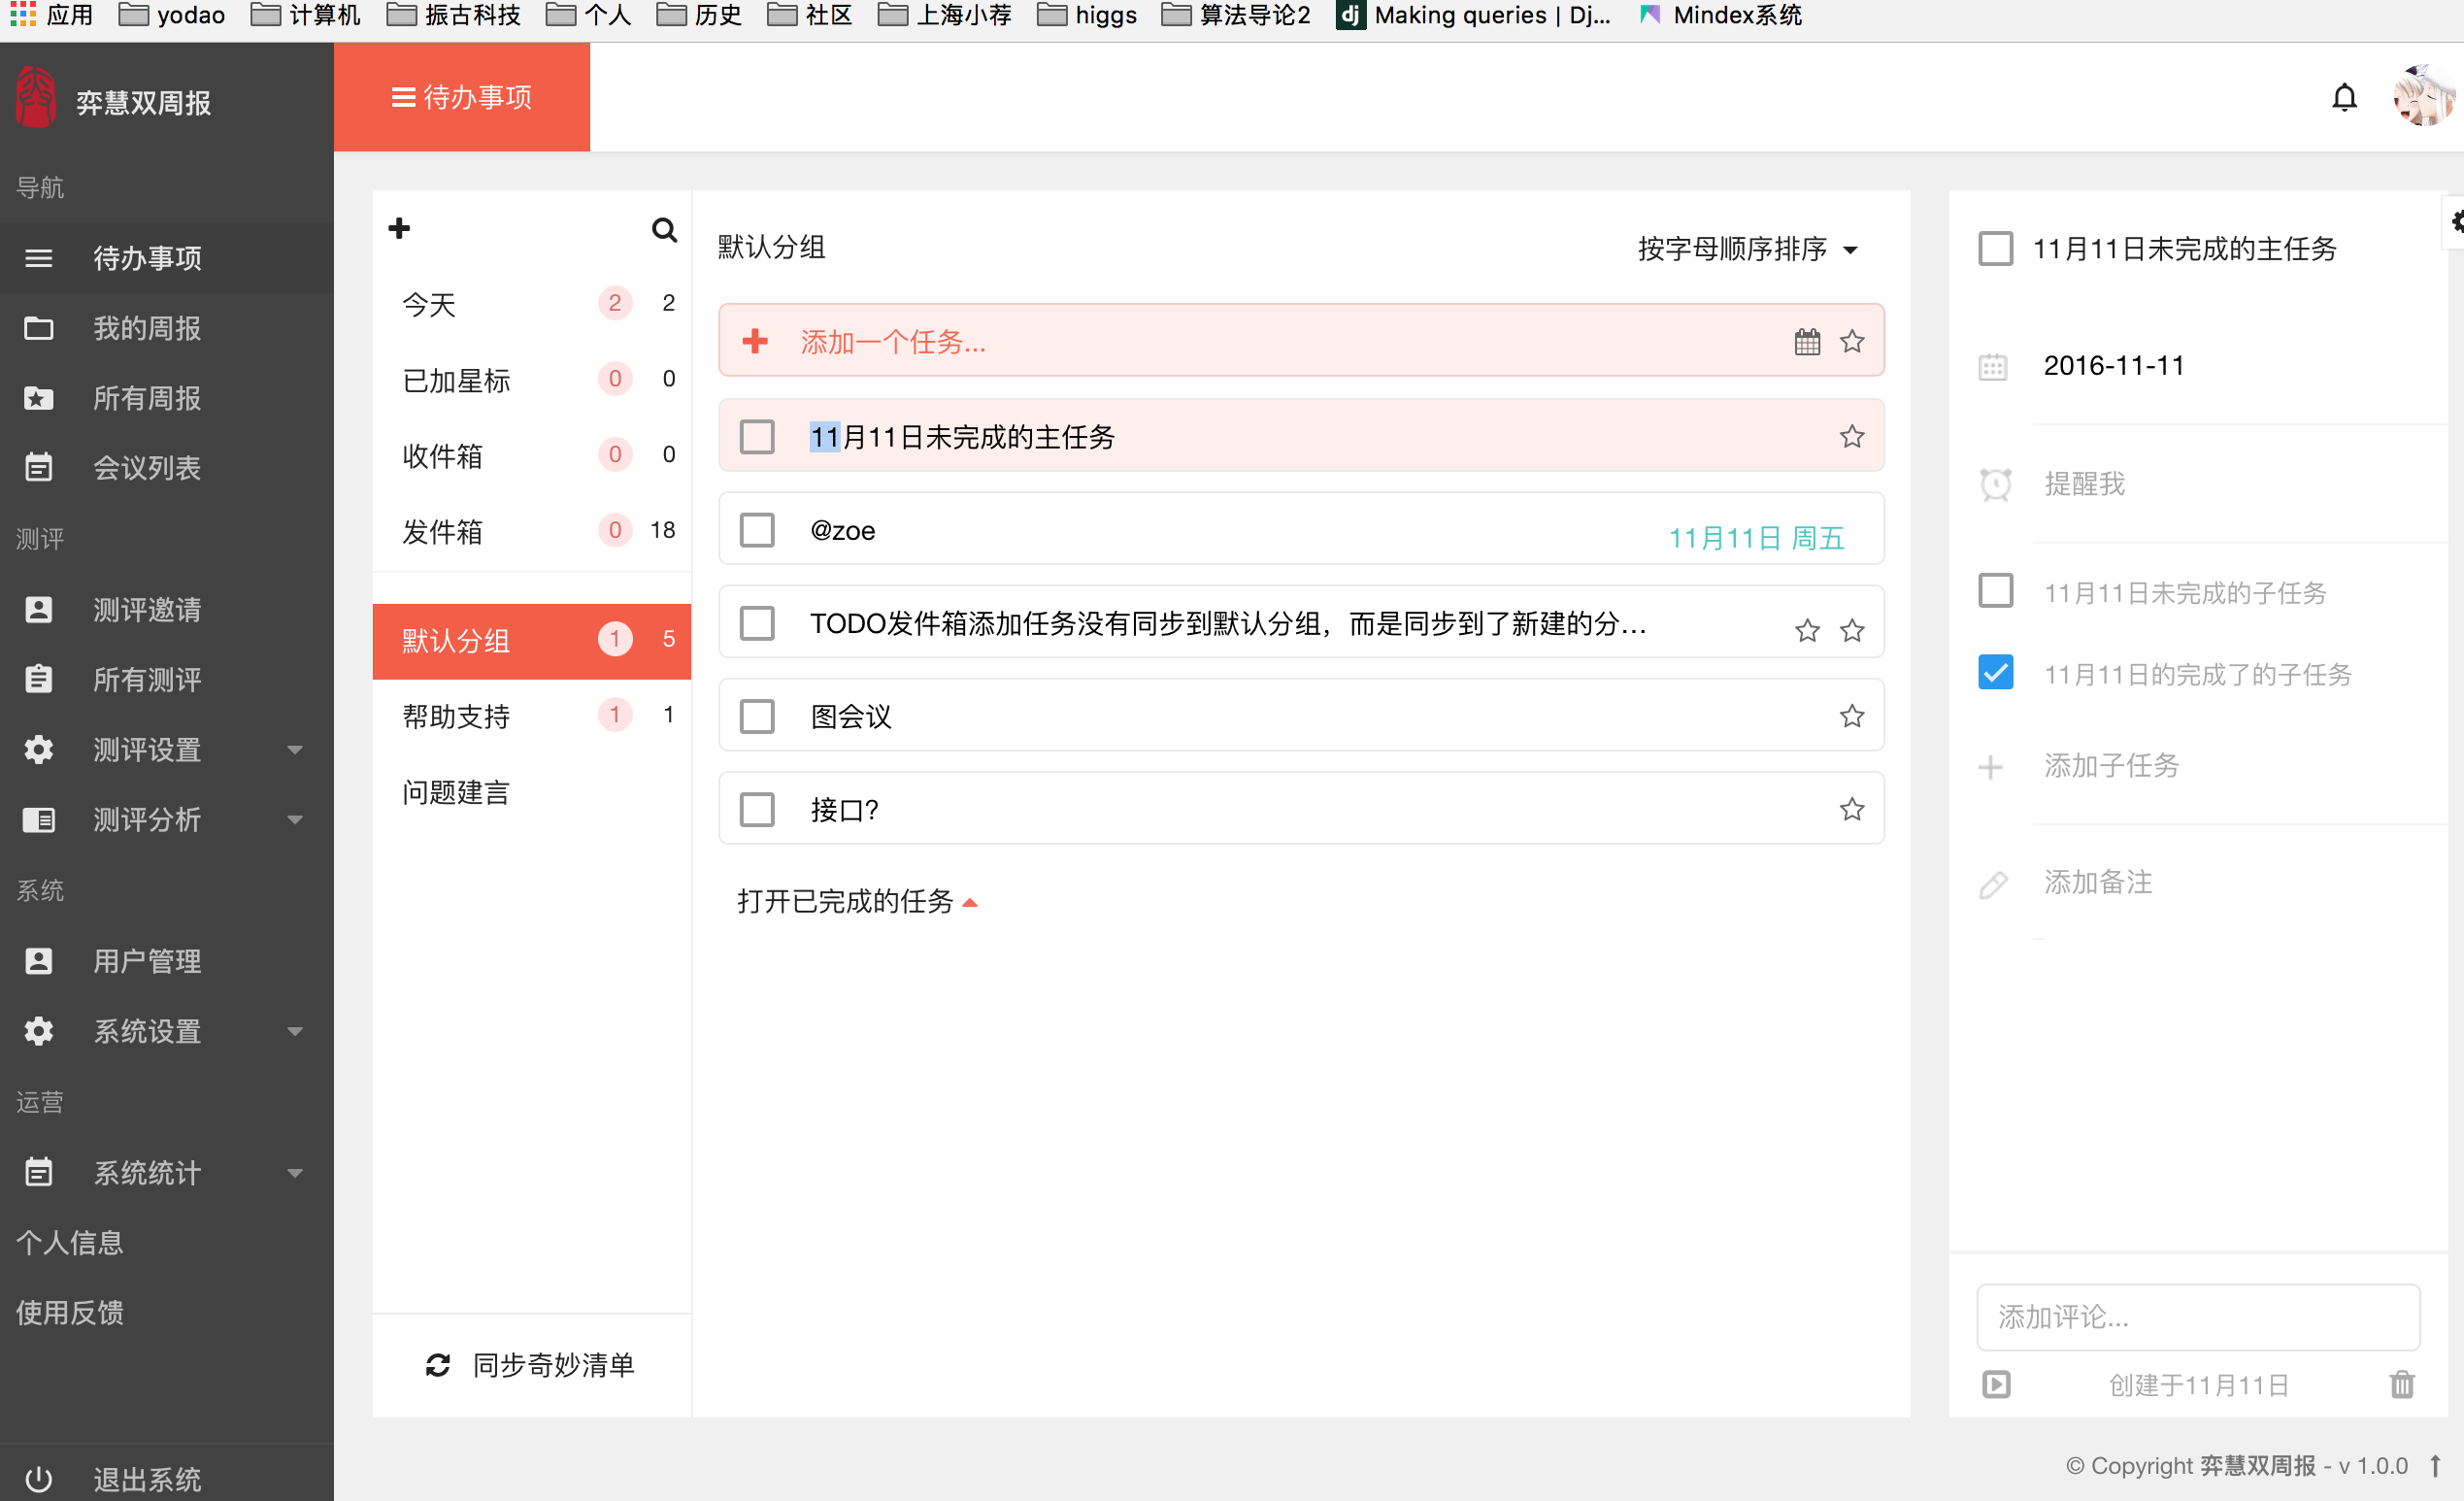 应用 yodao 计算机 振古科技 个人 历史 社区 上海小荐 higgs 算法导论2 dj Making queries | Dj... Mindex系统
弈慧双周报
导航
待办事项
我的周报
所有周报
会议列表
测评
测评邀请
所有测评
测评设置
测评分析
系统
用户管理
系统设置
运营
系统统计
个人信息
使用反馈
退出系统
待办事项
今天 2 2
已加星标 0 0
收件箱 0 0
发件箱 0 18
默认分组 1 5
帮助支持 1 1
问题建言
同步奇妙清单
默认分组 按字母顺序排序
添加一个任务...
11月11日未完成的主任务
@zoe 11月11日 周五
TODO发件箱添加任务没有同步到默认分组，而是同步到了新建的分...
图会议
接口?
打开已完成的任务
11月11日未完成的主任务
2016-11-11
提醒我
11月11日未完成的子任务
11月11日的完成了的子任务
添加子任务
添加备注
添加评论...
创建于11月11日
© Copyright 弈慧双周报 - v 1.0.0